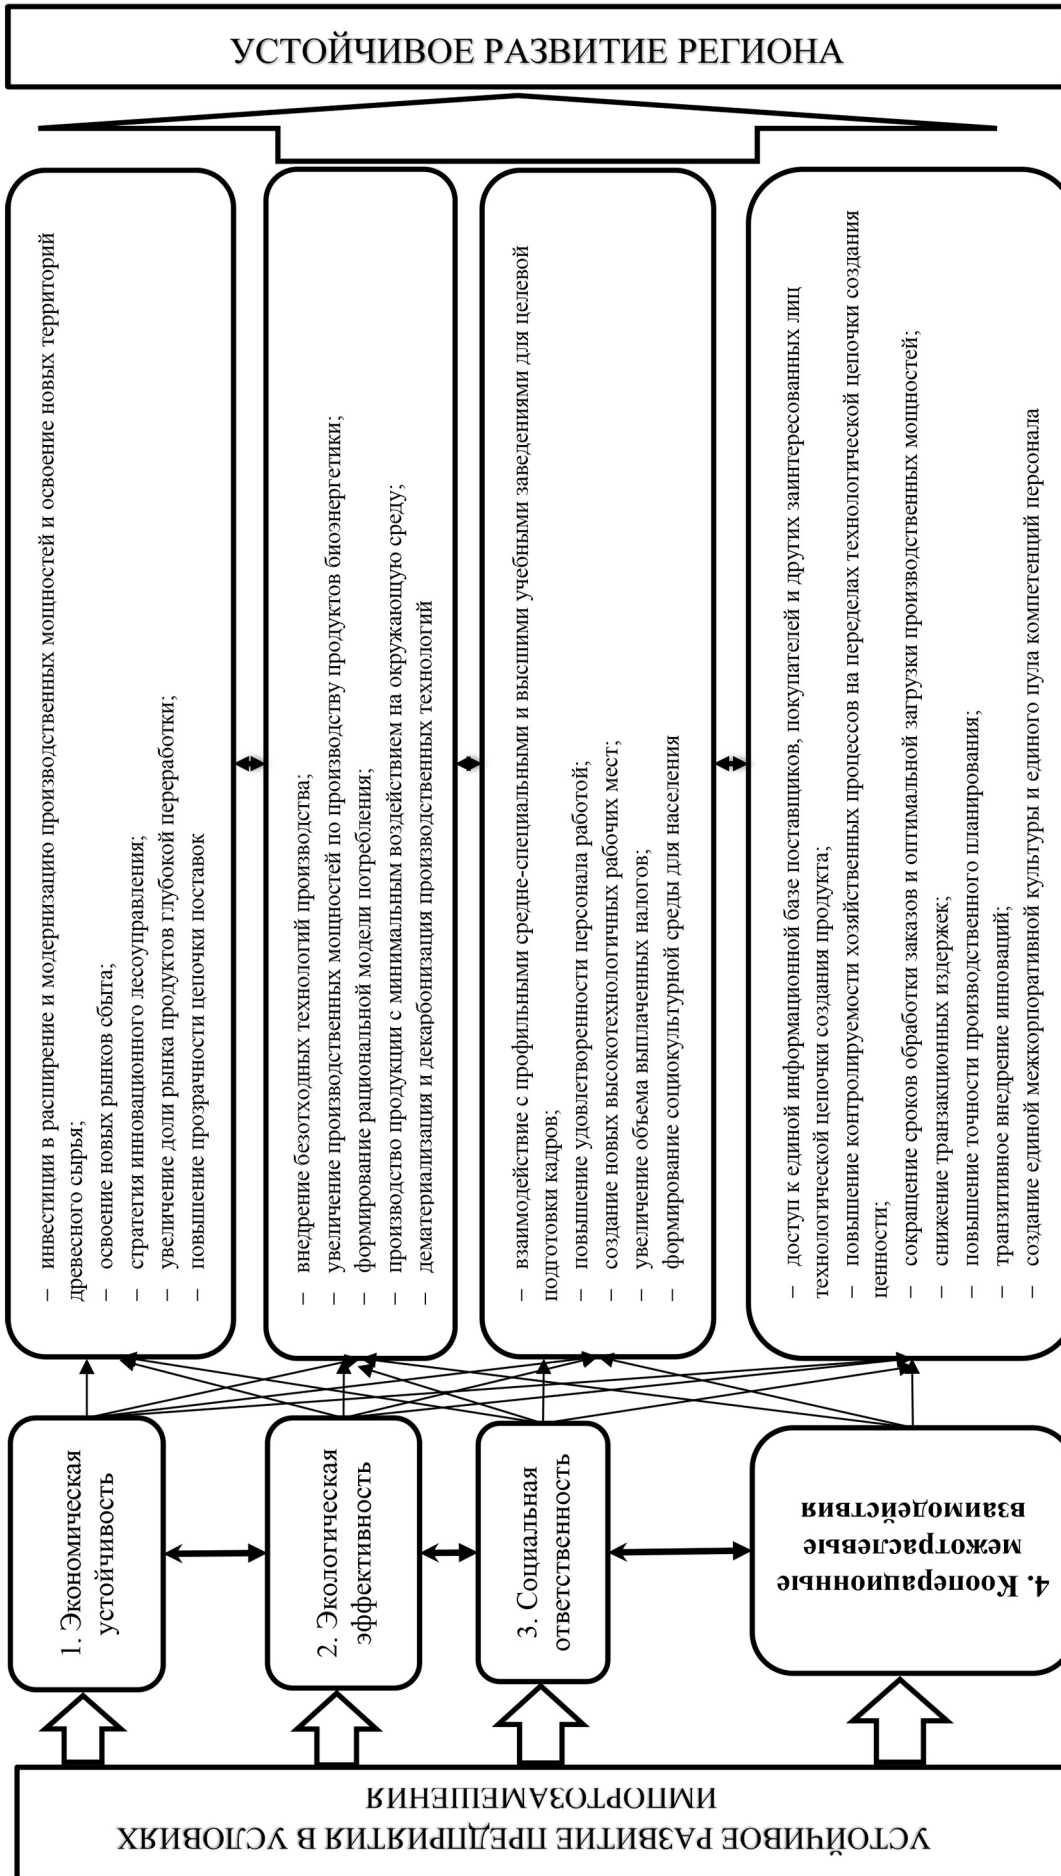 УСТОЙЧИВОЕ РАЗВИТИЕ ПРЕДПРИЯТИЯ В УСЛОВИЯХ
ИМПОРТОЗАМЕЩЕНИЯ
1. Экономическая
устойчивость
2. Экологическая
эффективность
3. Социальная
ответственность
4. Кооперационные
межотраслевые
взаимодействия
– инвестиции в расширение и модернизацию производственных мощностей и освоение новых территорий
древесного сырья;
– освоение новых рынков сбыта;
– стратегия инновационного лесоуправления;
– увеличение доли рынка продуктов глубокой переработки;
– повышение прозрачности цепочки поставок
– внедрение безотходных технологий производства;
– увеличение производственных мощностей по производству продуктов биоэнергетики;
– формирование рациональной модели потребления;
– производство продукции с минимальным воздействием на окружающую среду;
– дематериализация и декарбонизация производственных технологий
– взаимодействие с профильными средне-специальными и высшими учебными заведениями для целевой
подготовки кадров;
– повышение удовлетворенности персонала работой;
– создание новых высокотехнологичных рабочих мест;
– увеличение объема выплаченных налогов;
– формирование социокультурной среды для населения
– доступ к единой информационной базе поставщиков, покупателей и других заинтересованных лиц
технологической цепочки создания продукта;
– повышение контролируемости хозяйственных процессов на переделах технологической цепочки создания
ценности;
– сокращение сроков обработки заказов и оптимальной загрузки производственных мощностей;
– снижение транзакционных издержек;
– повышение точности производственного планирования;
– транзитивное внедрение инноваций;
– создание единой межкорпоративной культуры и единого пула компетенций персонала
УСТОЙЧИВОЕ РАЗВИТИЕ РЕГИОНА